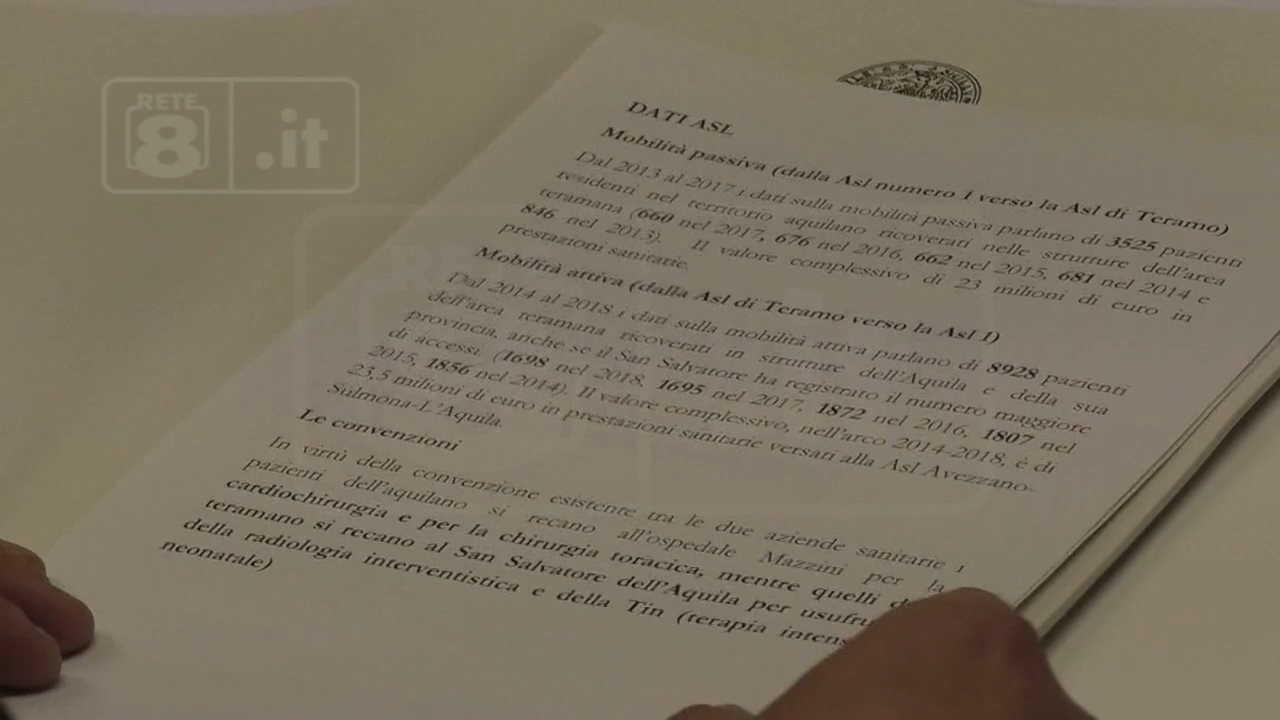 RETE
8 .it
DATI ASL
Mobilità passiva (dalla Asl numero 1 verso la Asl di Teramo)
Dal 2013 al 2017 i dati sulla mobilità passiva parlano di 3525 pazienti
residenti nel territorio aquilano ricoverati nelle strutture dell'area
teramana (660 nel 2017, 676 nel 2016, 662 nel 2015, 681 nel 2014 e
846 nel 2013). Il valore complessivo di 23 milioni di euro in
prestazioni sanitarie.
Mobilità attiva (dalla Asl di Teramo verso la Asl 1)
Dal 2014 al 2018 i dati sulla mobilità attiva parlano di 8928 pazienti
dell'area teramana ricoverati in strutture dell'Aquila e della sua
provincia, anche se il San Salvatore ha registrato il numero maggiore
di accessi. (1698 nel 2018, 1695 nel 2017, 1872 nel 2016, 1807 nel
2015, 1856 nel 2014). Il valore complessivo, nell'arco 2014-2018, è di
23,5 milioni di euro in prestazioni sanitarie versati alla Asl Avezzano-
Sulmona-L'Aquila.
Le convenzioni
In virtù della convenzione esistente tra le due aziende sanitarie i
pazienti dell'aquilano si recano all'ospedale Mazzini per la
cardiochirurgia e per la chirurgia toracica, mentre quelli
teramano si recano al San Salvatore dell'Aquila per
della radiologia interventistica e della Tin (terapia
neonatale)